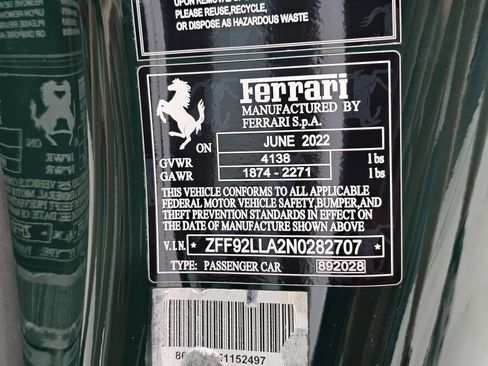 PLEASE REUSE,RECYCLE,
OR DISPOSE AS HAZARDOUS WASTE
Ferrari
MANUFACTURED BY
FERRARI S.p.A.
ON JUNE 2022
GVWR 4138 lbs
GAWR 1874 - 2271 lbs
THIS VEHICLE CONFORMS TO ALL APPLICABLE
FEDERAL MOTOR VEHICLE SAFETY,BUMPER,AND
THEFT PREVENTION STANDARDS IN EFFECT ON
THE DATE OF MANUFACTURE SHOWN ABOVE
V.I.N. *ZFF92LLA2N0282707*
TYPE: PASSENGER CAR 892028